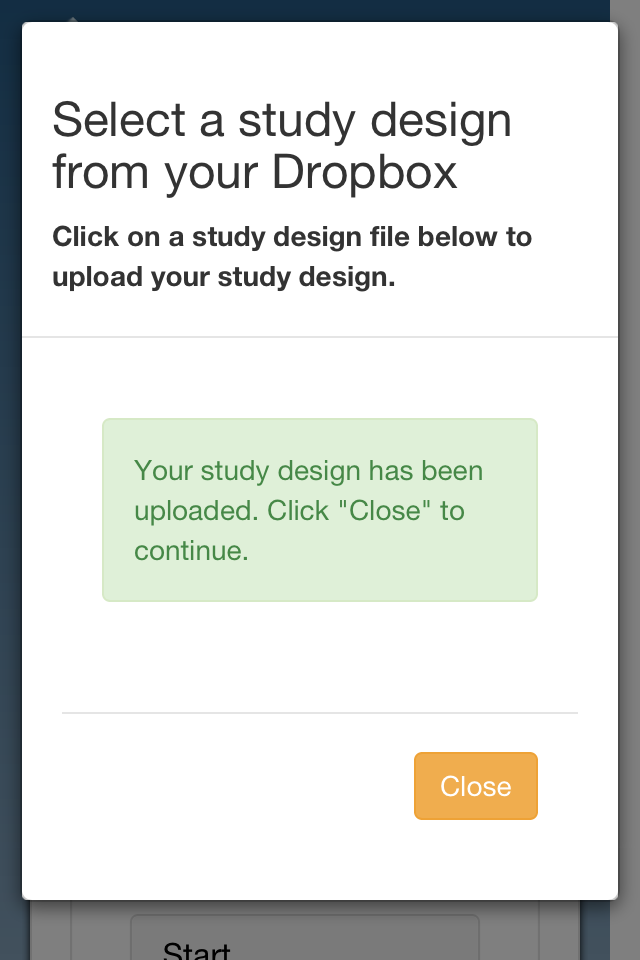 Select a study design
from your Dropbox
Click on a study design file below to
upload your study design.
Your study design has been
uploaded. Click "Close" to
continue.
Close
Start